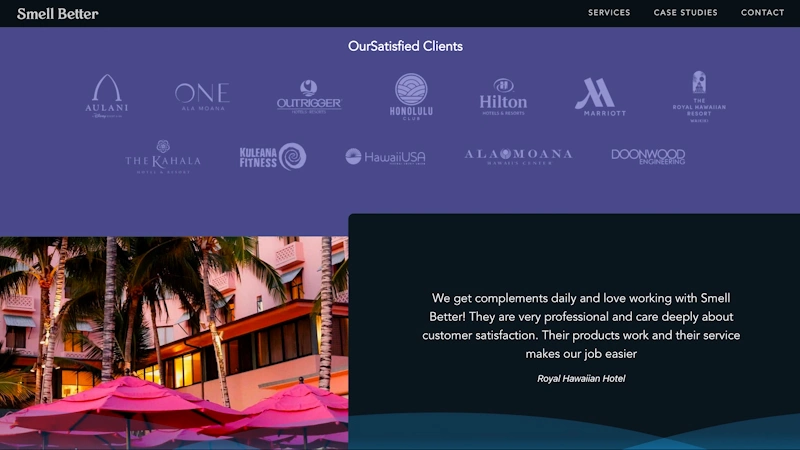 Smell Better
SERVICES CASE STUDIES CONTACT
OurSatisfied Clients
AULANI
ONE
ALA MOANA
OUTRIGGER
HOTELS RESORTS
HONOLULU
CLUB
Hilton
HOTELS & RESORTS
MARRIOTT
THE
ROYAL HAWAIIAN
RESORT
WAIKIKI
THE KAHALA
HOTEL & RESORT
KULEANA
FITNESS
HawaiiUSA
ALA MOANA
HAWAII'S CENTER
DOONWOOD
ENGINEERING
We get complements daily and love working with Smell
Better! They are very professional and care deeply about
customer satisfaction. Their products work and their service
makes our job easier
Royal Hawaiian Hotel